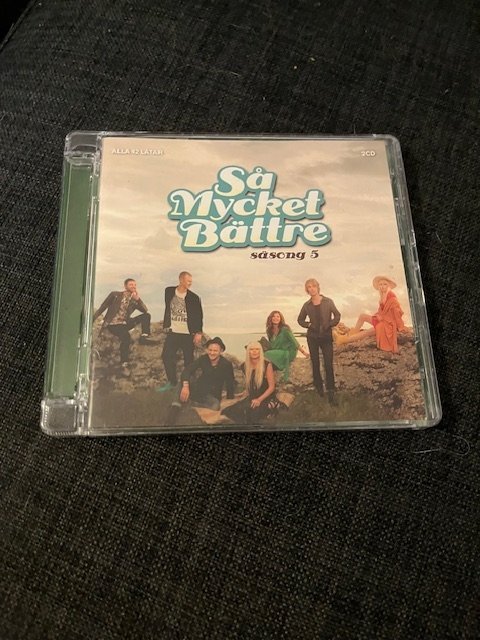 ALLA 42 LÅTAR
2CD
Så
Mycket
Bättre
säsong 5